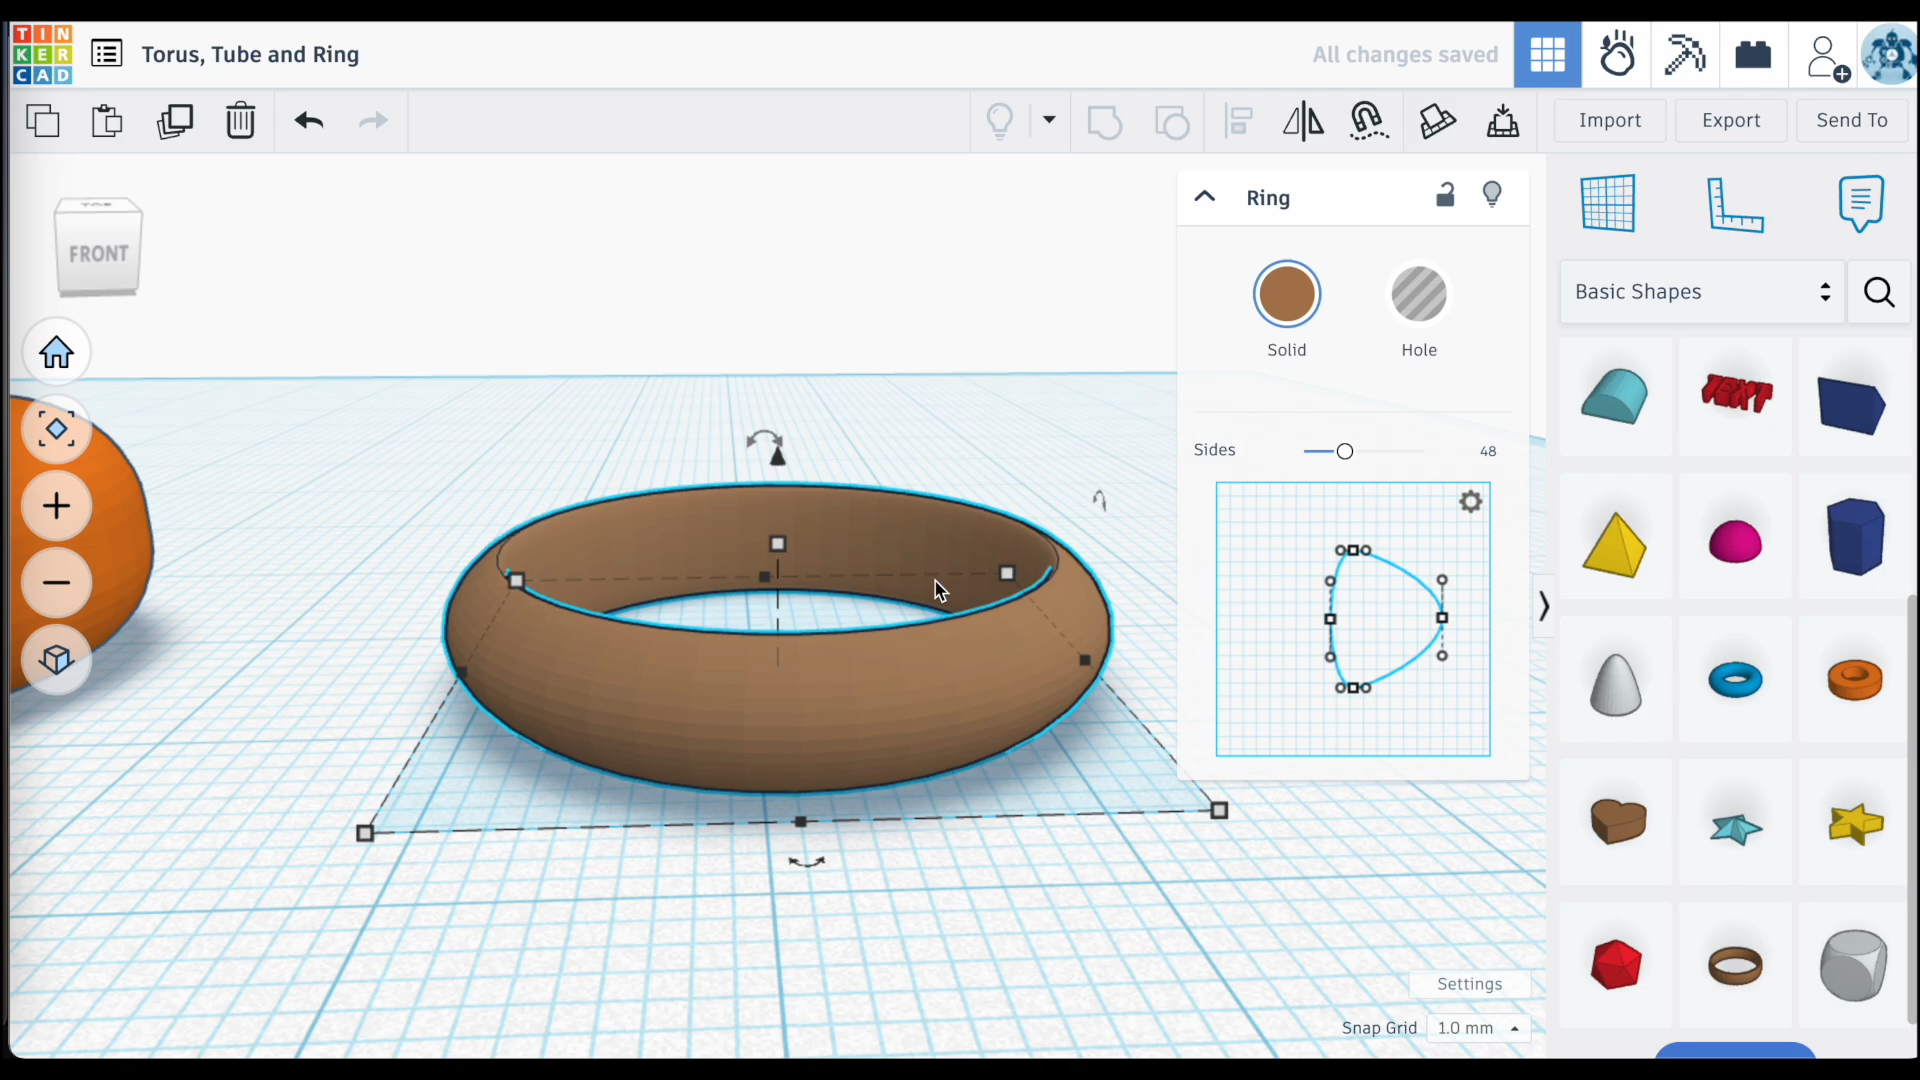 TIN
KER
CAD
Torus, Tube and Ring
All changes saved
Import
Export
Send To
FRONT
Ring
Solid
Hole
Sides
48
Basic Shapes
TEXT
Settings
Snap Grid
1.0 mm